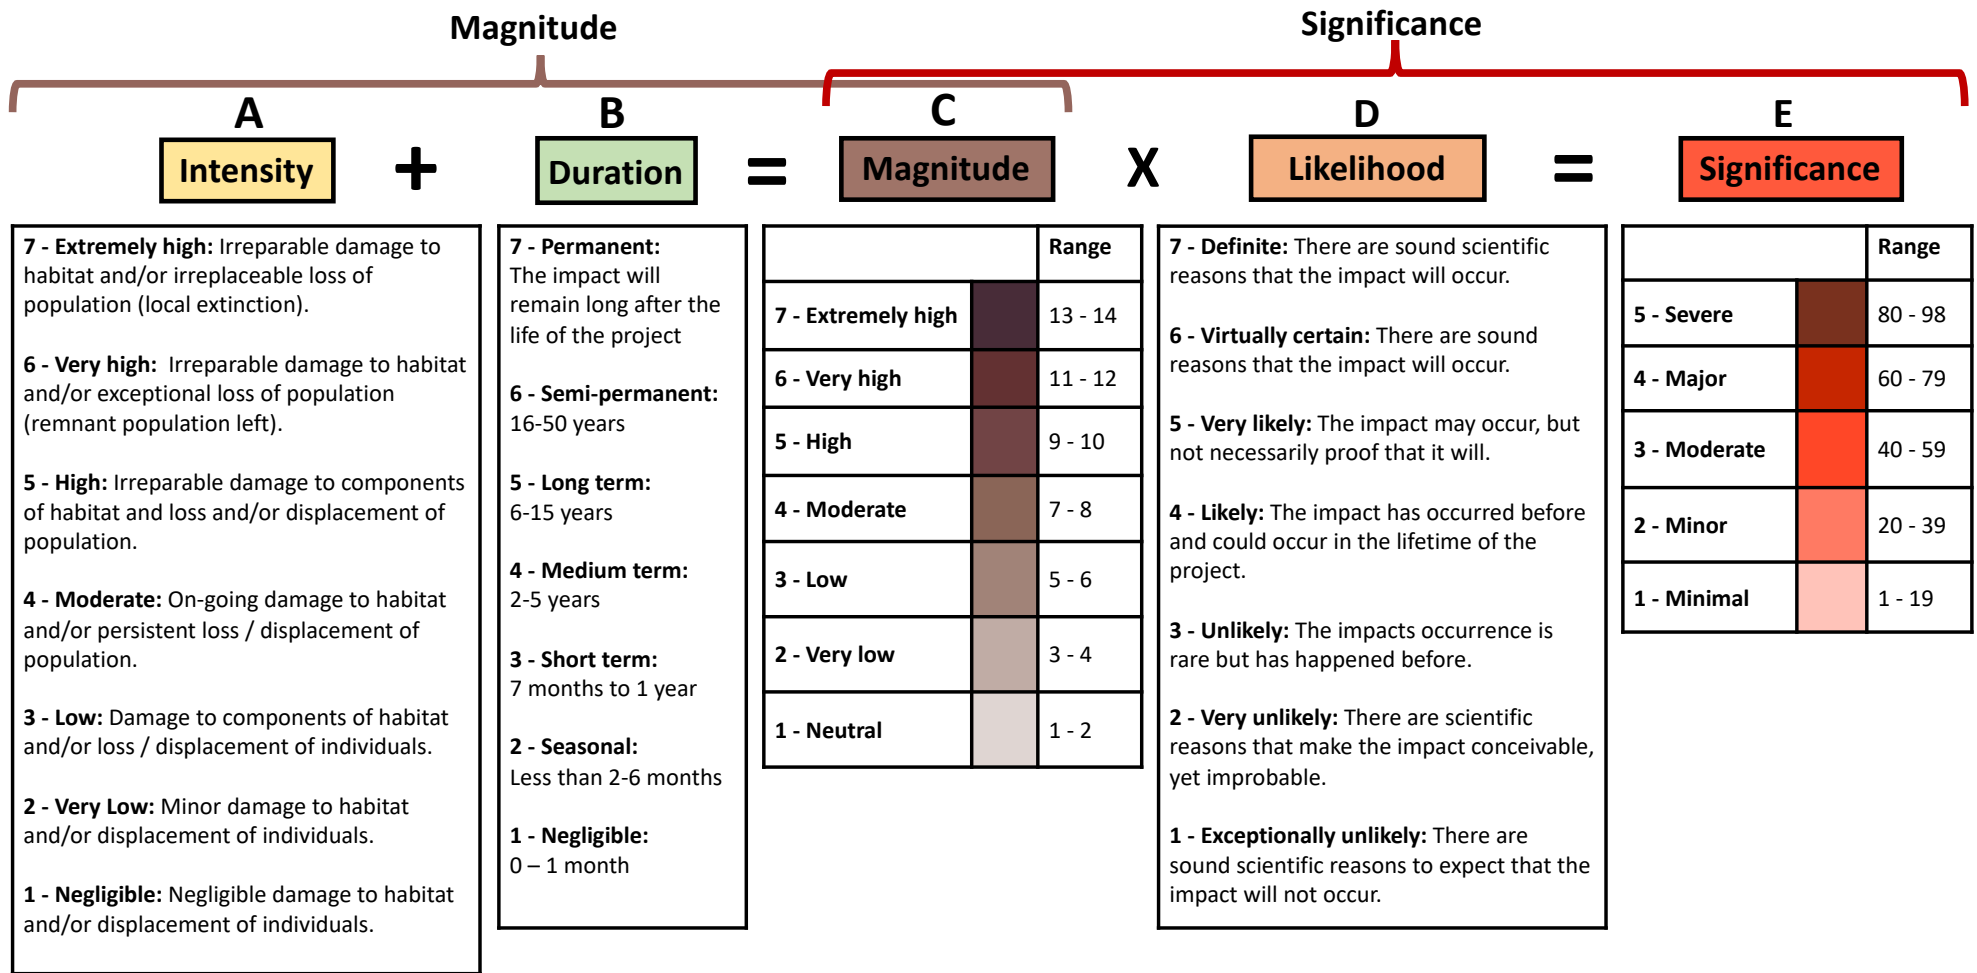 Magnitude
Significance
A
B
C
D
E
Intensity
+
Duration
=
Magnitude
X
Likelihood
=
Significance
7 - Extremely high: Irreparable damage to
habitat and/or irreplaceable loss of
population (local extinction).
6 - Very high: Irreparable damage to habitat
and/or exceptional loss of population
(remnant population left).
5 - High: Irreparable damage to components
of habitat and loss and/or displacement of
population.
4 - Moderate: On-going damage to habitat
and/or persistent loss / displacement of
population.
3 - Low: Damage to components of habitat
and/or loss / displacement of individuals.
2 - Very Low: Minor damage to habitat
and/or displacement of individuals.
1 - Negligible: Negligible damage to habitat
and/or displacement of individuals.
7 - Permanent:
The impact will
remain long after the
life of the project
6 - Semi-permanent:
16-50 years
5 - Long term:
6-15 years
4 - Medium term:
2-5 years
3 - Short term:
7 months to 1 year
2 - Seasonal:
Less than 2-6 months
1 - Negligible:
0 – 1 month
Range
7 - Extremely high 13 - 14
6 - Very high 11 - 12
5 - High 9 - 10
4 - Moderate 7 - 8
3 - Low 5 - 6
2 - Very low 3 - 4
1 - Neutral 1 - 2
7 - Definite: There are sound scientific
reasons that the impact will occur.
6 - Virtually certain: There are sound
reasons that the impact will occur.
5 - Very likely: The impact may occur, but
not necessarily proof that it will.
4 - Likely: The impact has occurred before
and could occur in the lifetime of the
project.
3 - Unlikely: The impacts occurrence is
rare but has happened before.
2 - Very unlikely: There are scientific
reasons that make the impact conceivable,
yet improbable.
1 - Exceptionally unlikely: There are
sound scientific reasons to expect that the
impact will not occur.
Range
5 - Severe 80 - 98
4 - Major 60 - 79
3 - Moderate 40 - 59
2 - Minor 20 - 39
1 - Minimal 1 - 19